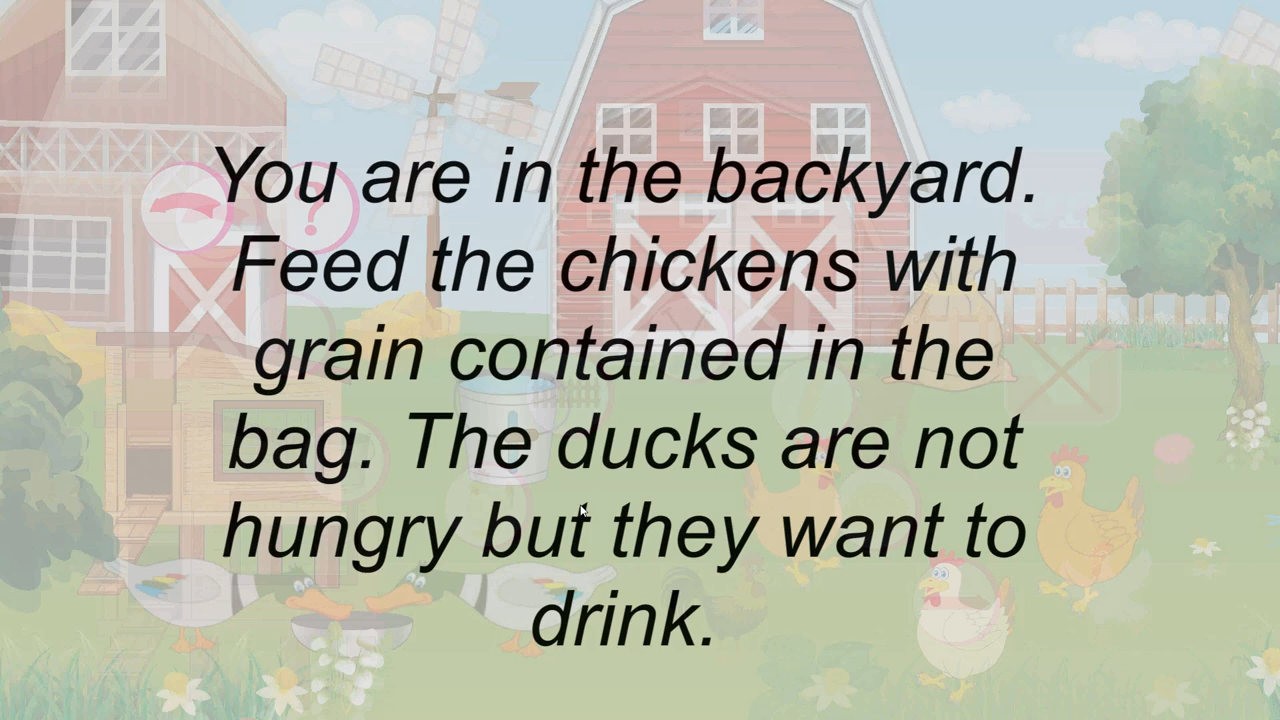 You are in the backyard.
Feed the chickens with
grain contained in the
bag. The ducks are not
hungry but they want to
drink.